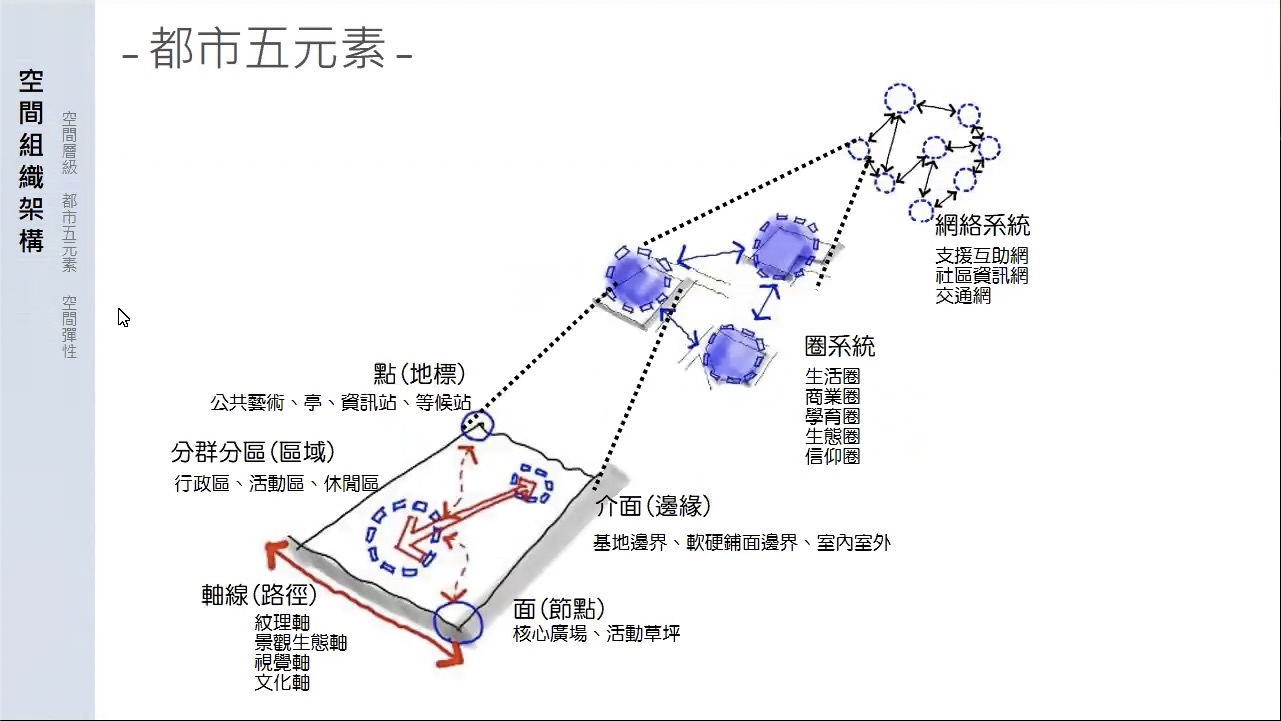 -都市五元素-
空間組織架構
空間層級 都市五元素 空間彈性
網絡系統
支援互助網
社區資訊網
交通網
圈系統
生活圈
商業圈
學育圈
生態圈
信仰圈
點(地標)
公共藝術、亭、資訊站、等候站
分群分區(區域)
行政區、活動區、休閒區
介面(邊緣)
基地邊界、軟硬鋪面邊界、室內室外
軸線(路徑)
紋理軸
景觀生態軸
視覺軸
文化軸
面(節點)
核心廣場、活動草坪